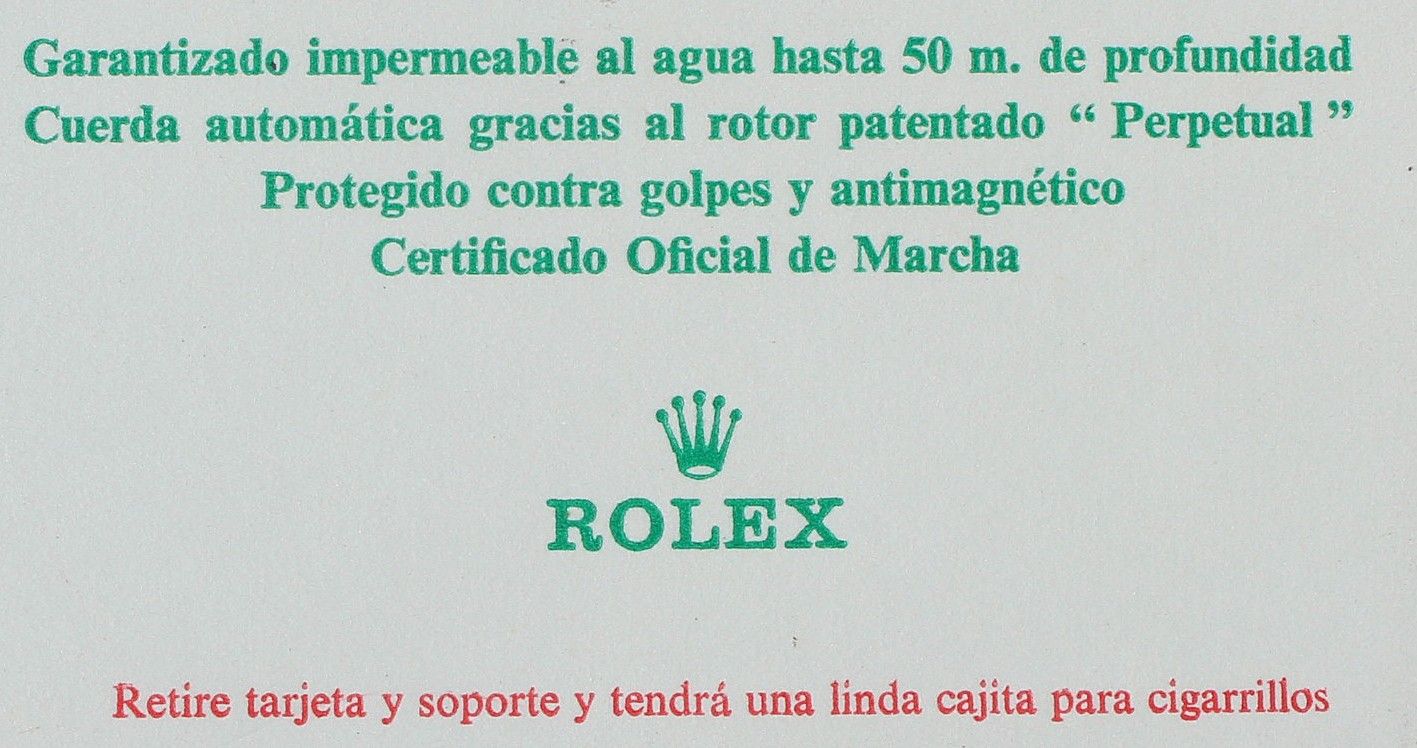 Garantizado impermeable al agua hasta 50 m. de profundidad
Cuerda automática gracias al rotor patentado “ Perpetual ”
Protegido contra golpes y antimagnético
Certificado Oficial de Marcha
ROLEX
Retire tarjeta y soporte y tendrá una linda cajita para cigarrillos